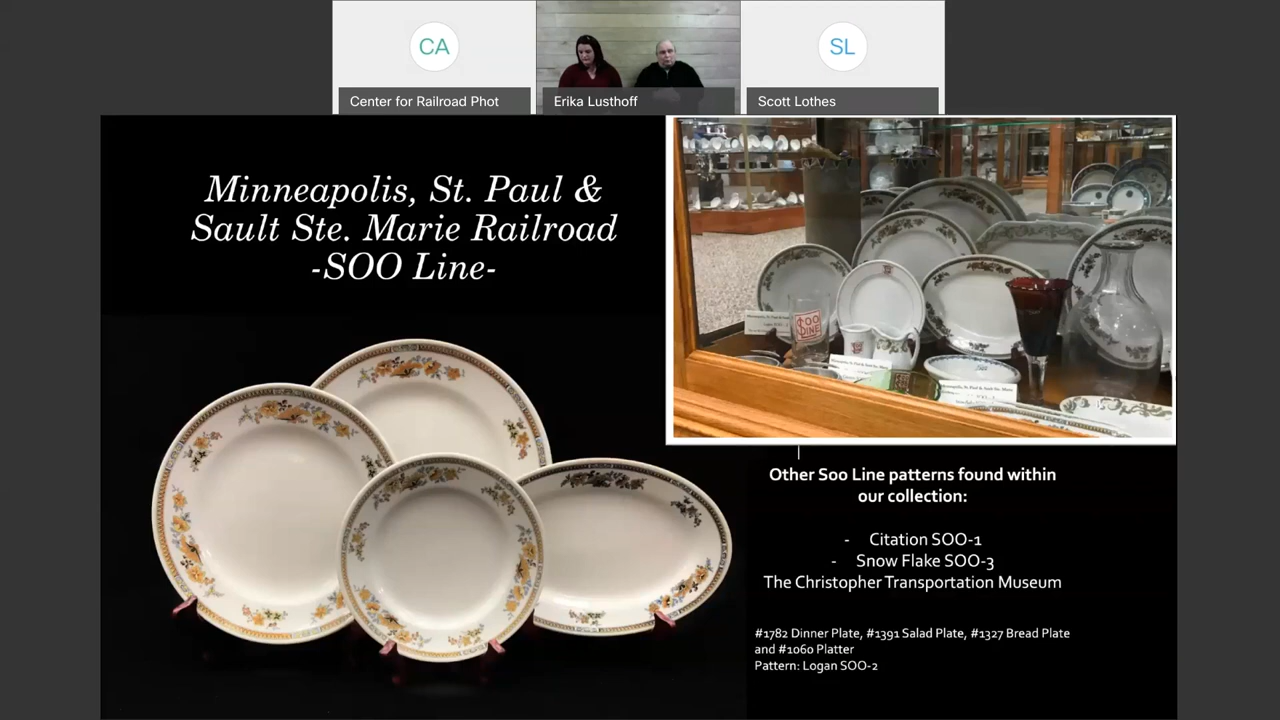 CA
SL
Center for Railroad Phot
Erika Lusthoff
Scott Lothes
Minneapolis, St. Paul &
Sault Ste. Marie Railroad
-SOO Line-
SOO
LINE
Other Soo Line patterns found within
our collection:
- Citation SOO-1
- Snow Flake SOO-3
The Christopher Transportation Museum
#1782 Dinner Plate, #1391 Salad Plate, #1327 Bread Plate
and #1060 Platter
Pattern: Logan SOO-2